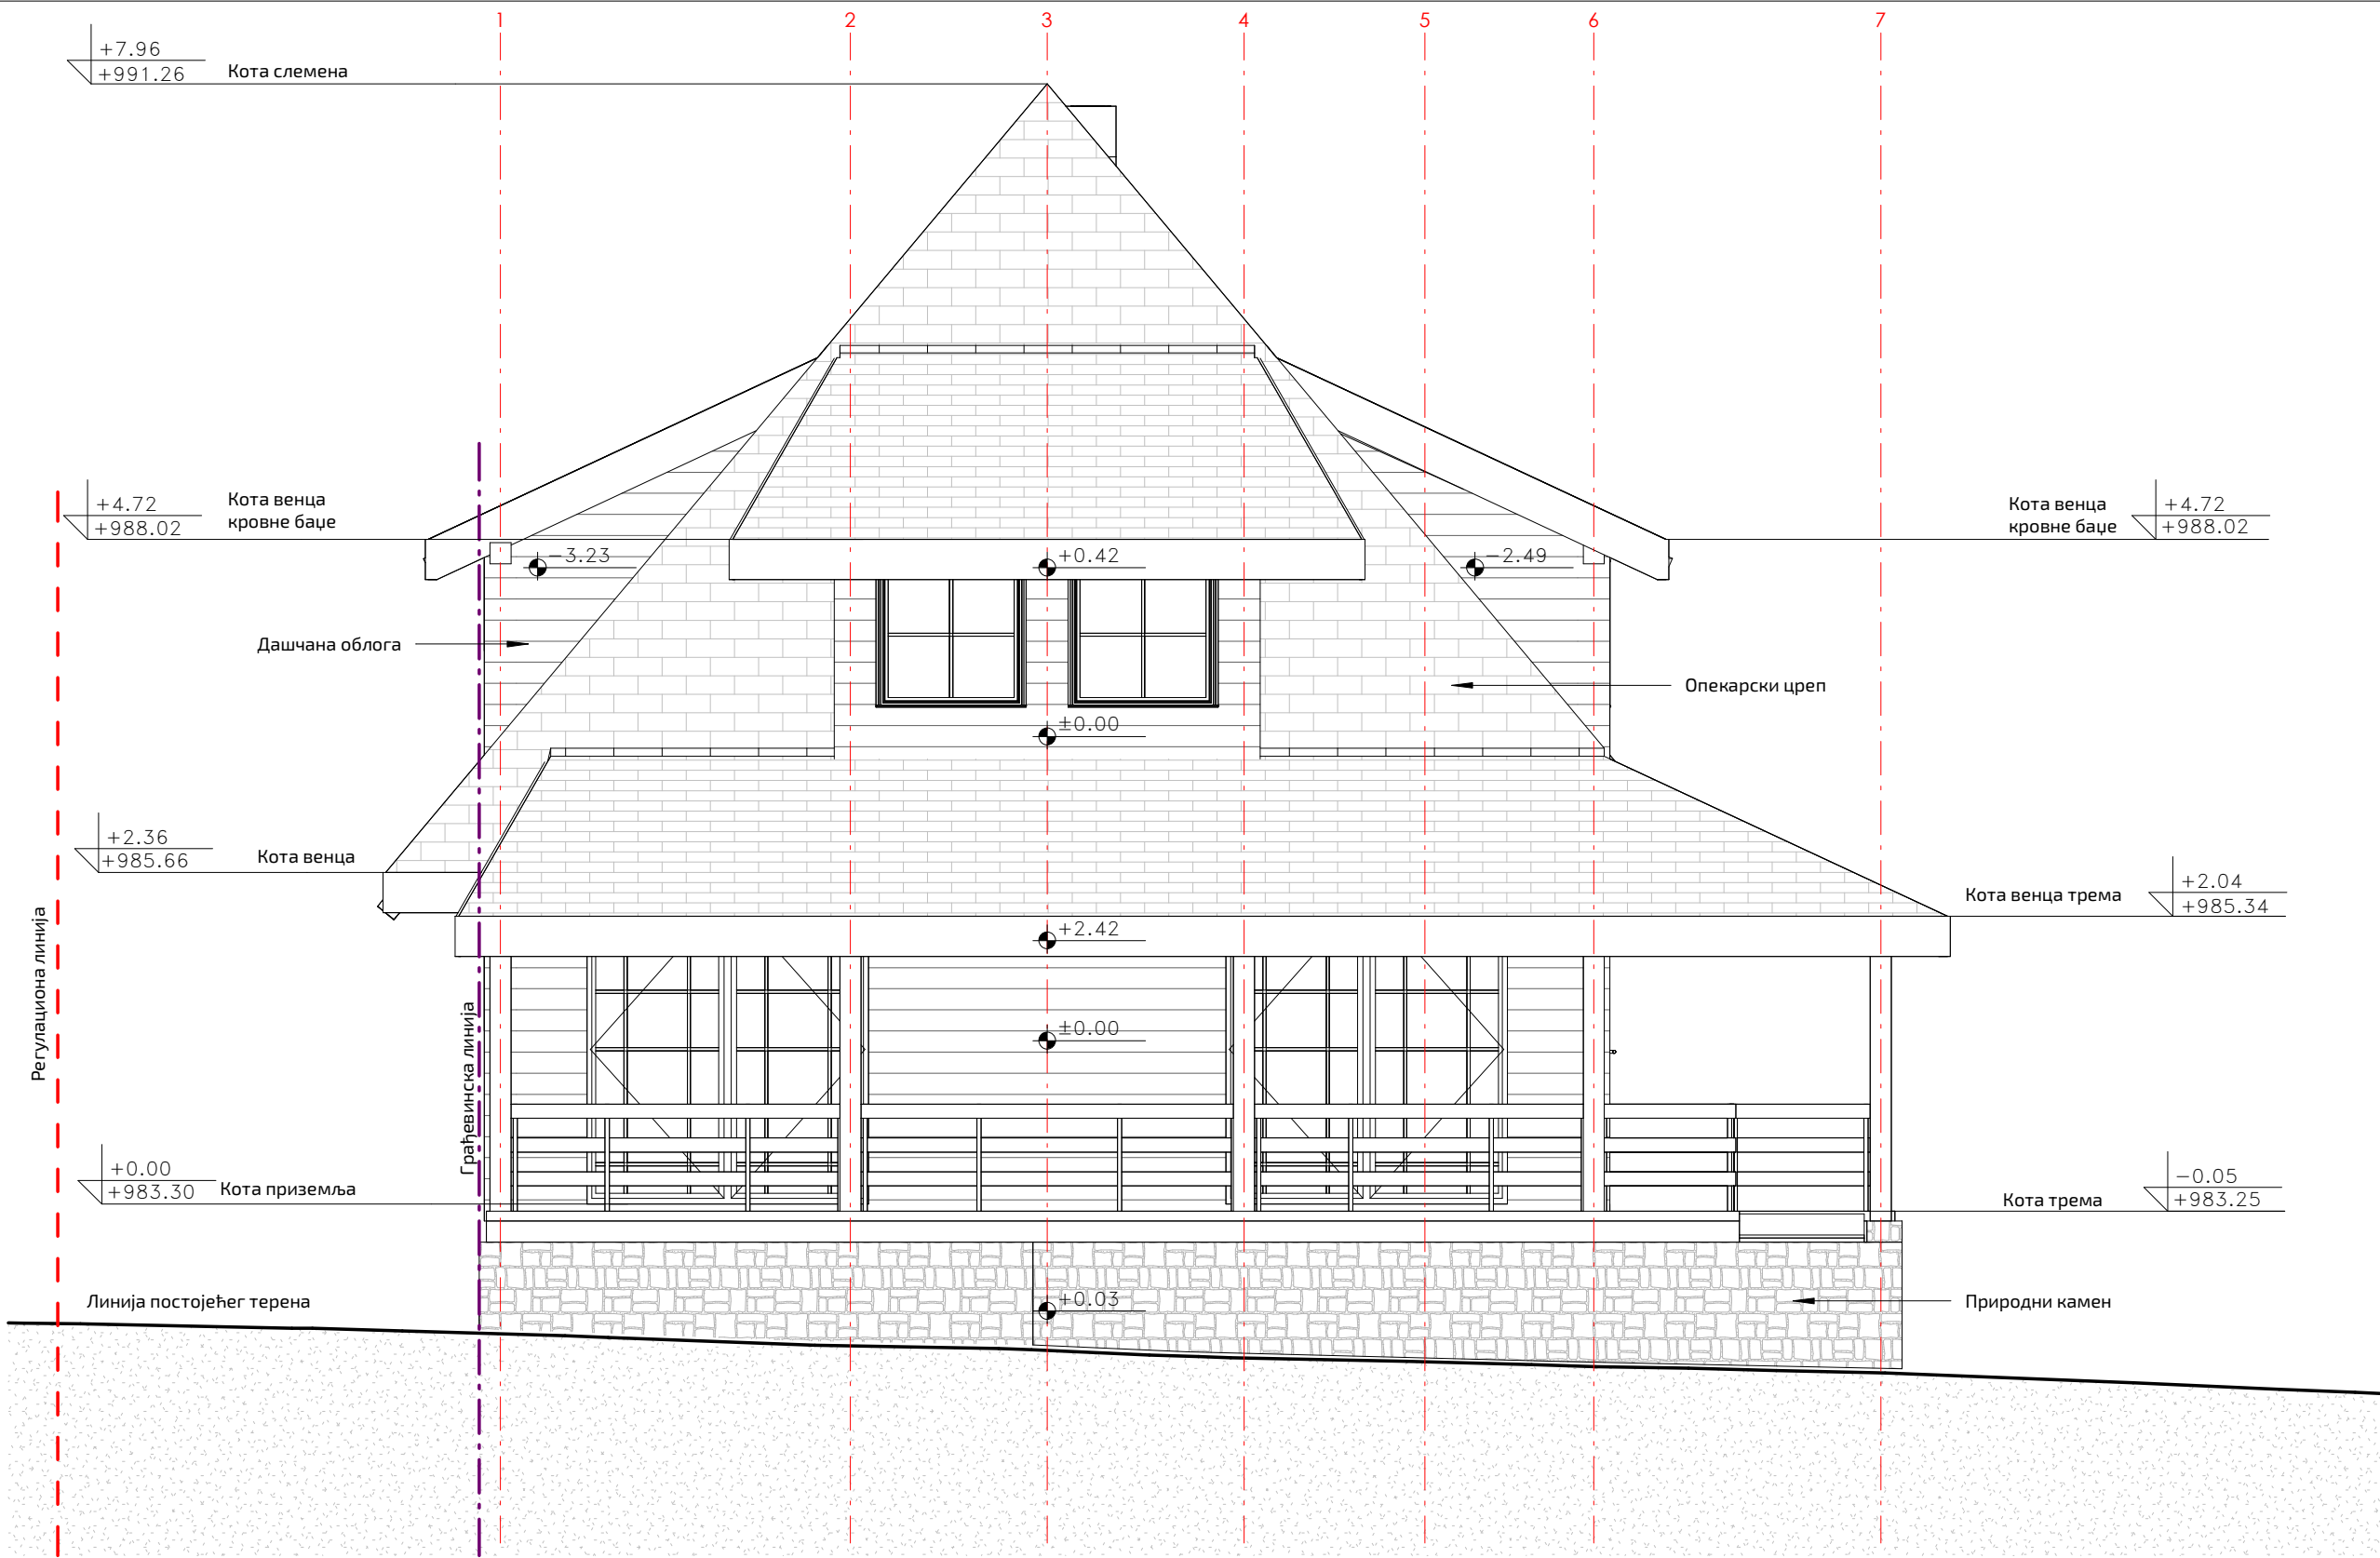 1
2
3
4
5
6
7
+7.96
+991.26
Кота слемена
+4.72
+988.02
Кота венца
кровне баџе
Кота венца
кровне баџе
+4.72
+988.02
−3.23
+0.42
−2.49
Дашчана облога
Опекарски цреп
±0.00
+2.36
+985.66
Кота венца
Кота венца трема
+2.04
+985.34
+2.42
Регулациона линија
Грађевинска линија
±0.00
+0.00
+983.30
Кота приземља
Кота трема
−0.05
+983.25
Линија постојећег терена
+0.03
Природни камен